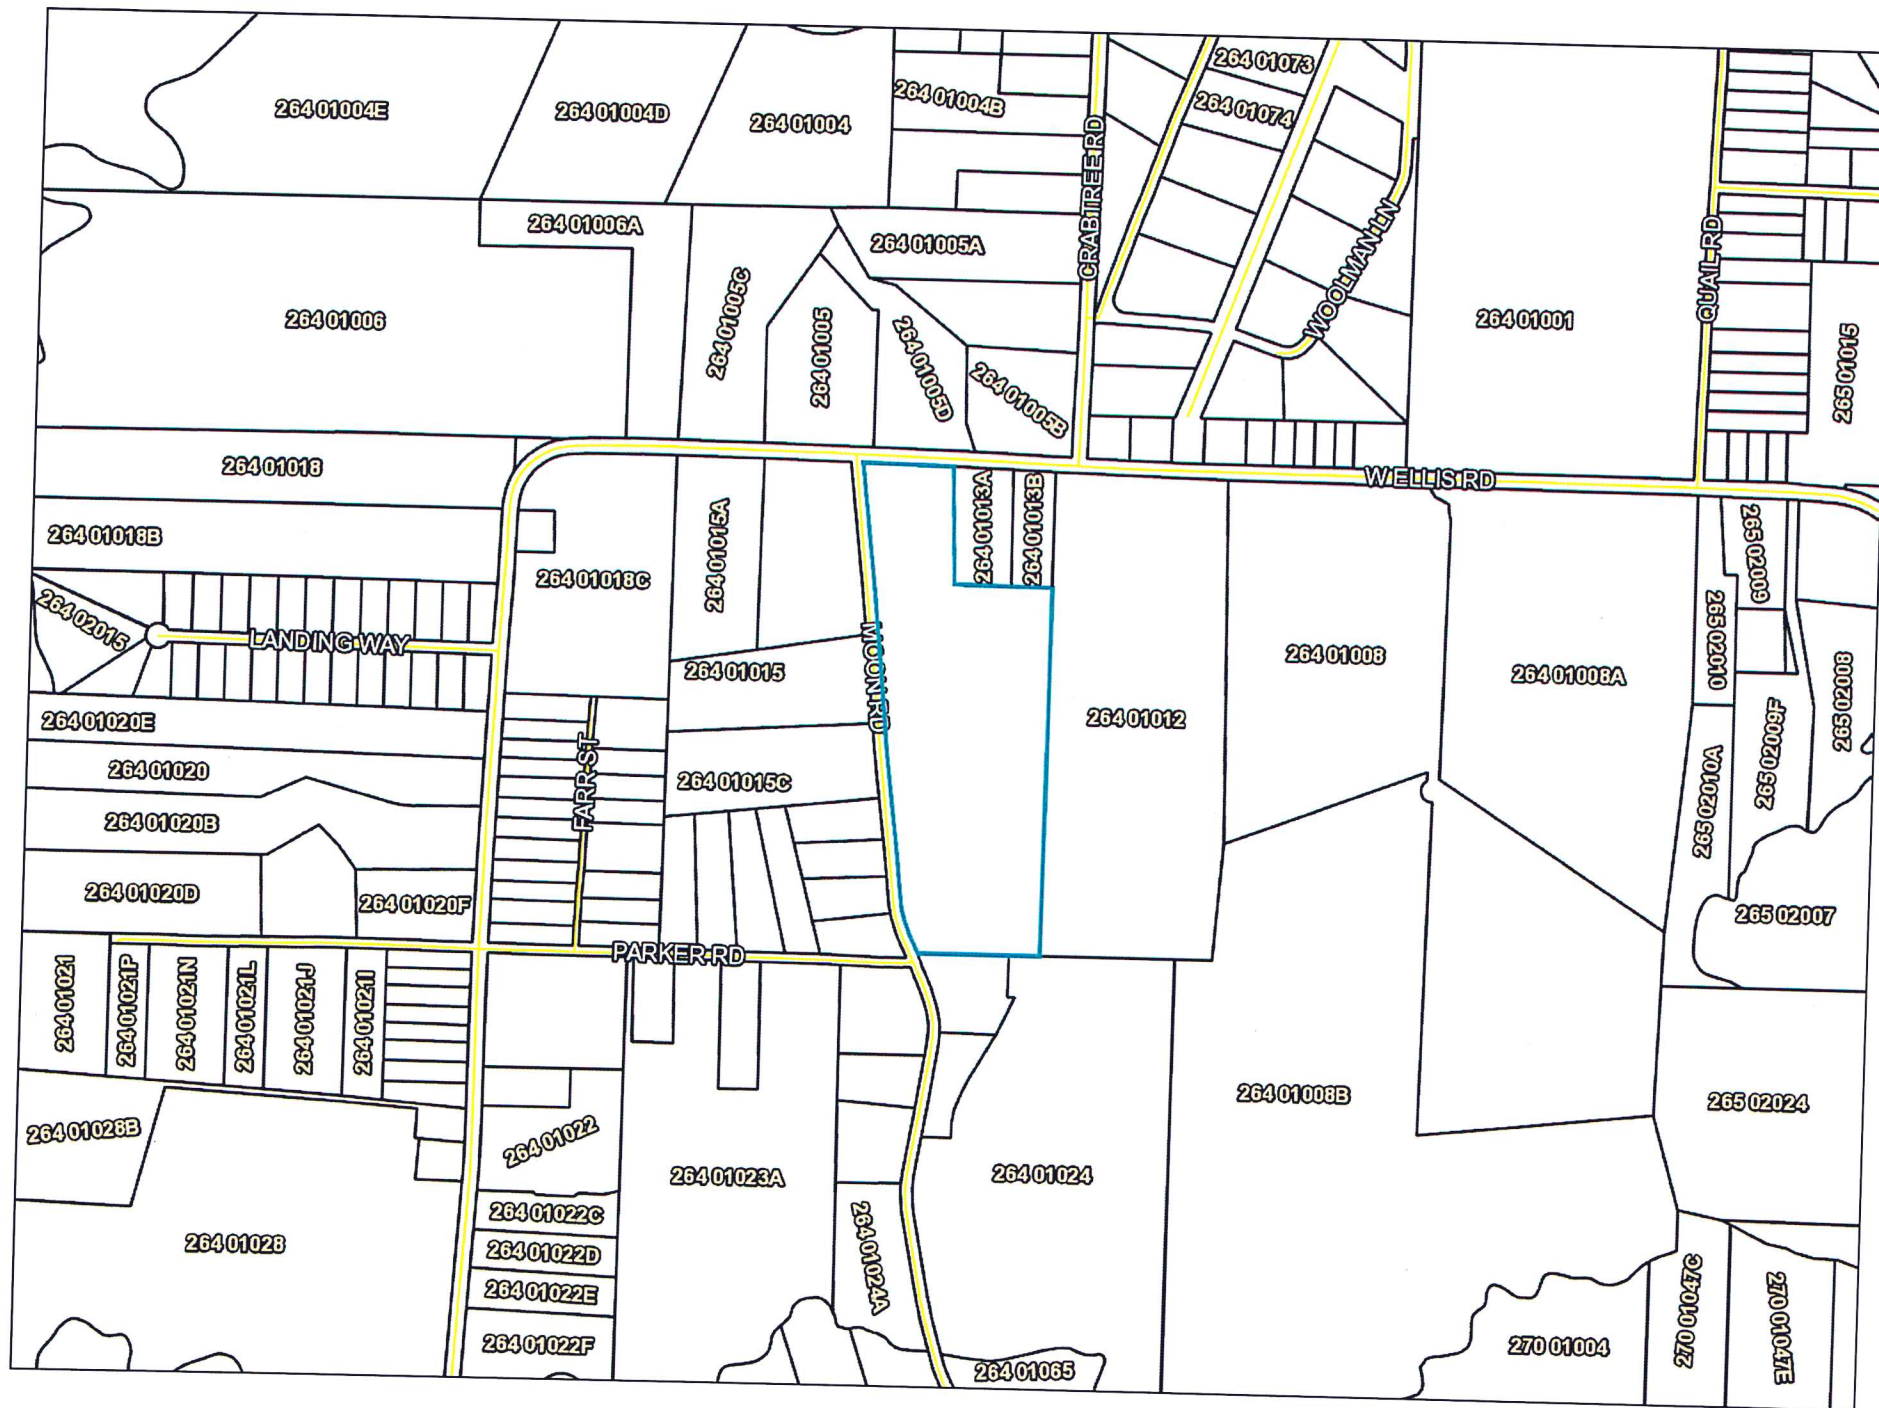 264 01073
264 01004E
264 01004D
264 01004
264 01004B
264 01074
CRABTREE RD
264 01006A
264 01005A
WOOLMAN LN
QUAIL RD
264 01006
264 01005C
264 01005
264 01005D
264 01005B
264 01001
265 01015
264 01018
W ELLIS RD
264 01018B
264 01018C
264 01015A
264 01013A
264 01013B
265 02009
264 02015
LANDING WAY
264 01015
MOON RD
264 01008
264 01008A
265 02010
265 02008
264 01020E
264 01012
264 01020
FARR ST
264 01015C
265 02010A
265 02009F
264 01020B
264 01020D
264 01020F
265 02007
PARKER RD
264 01021
264 01021P
264 01021N
264 01021L
264 01021J
264 01021I
264 01008B
265 02024
264 01028B
264 01022
264 01023A
264 01024
264 01022C
264 01024A
264 01028
264 01022D
264 01022E
264 01022F
264 01065
270 01004
270 01047C
270 01047E